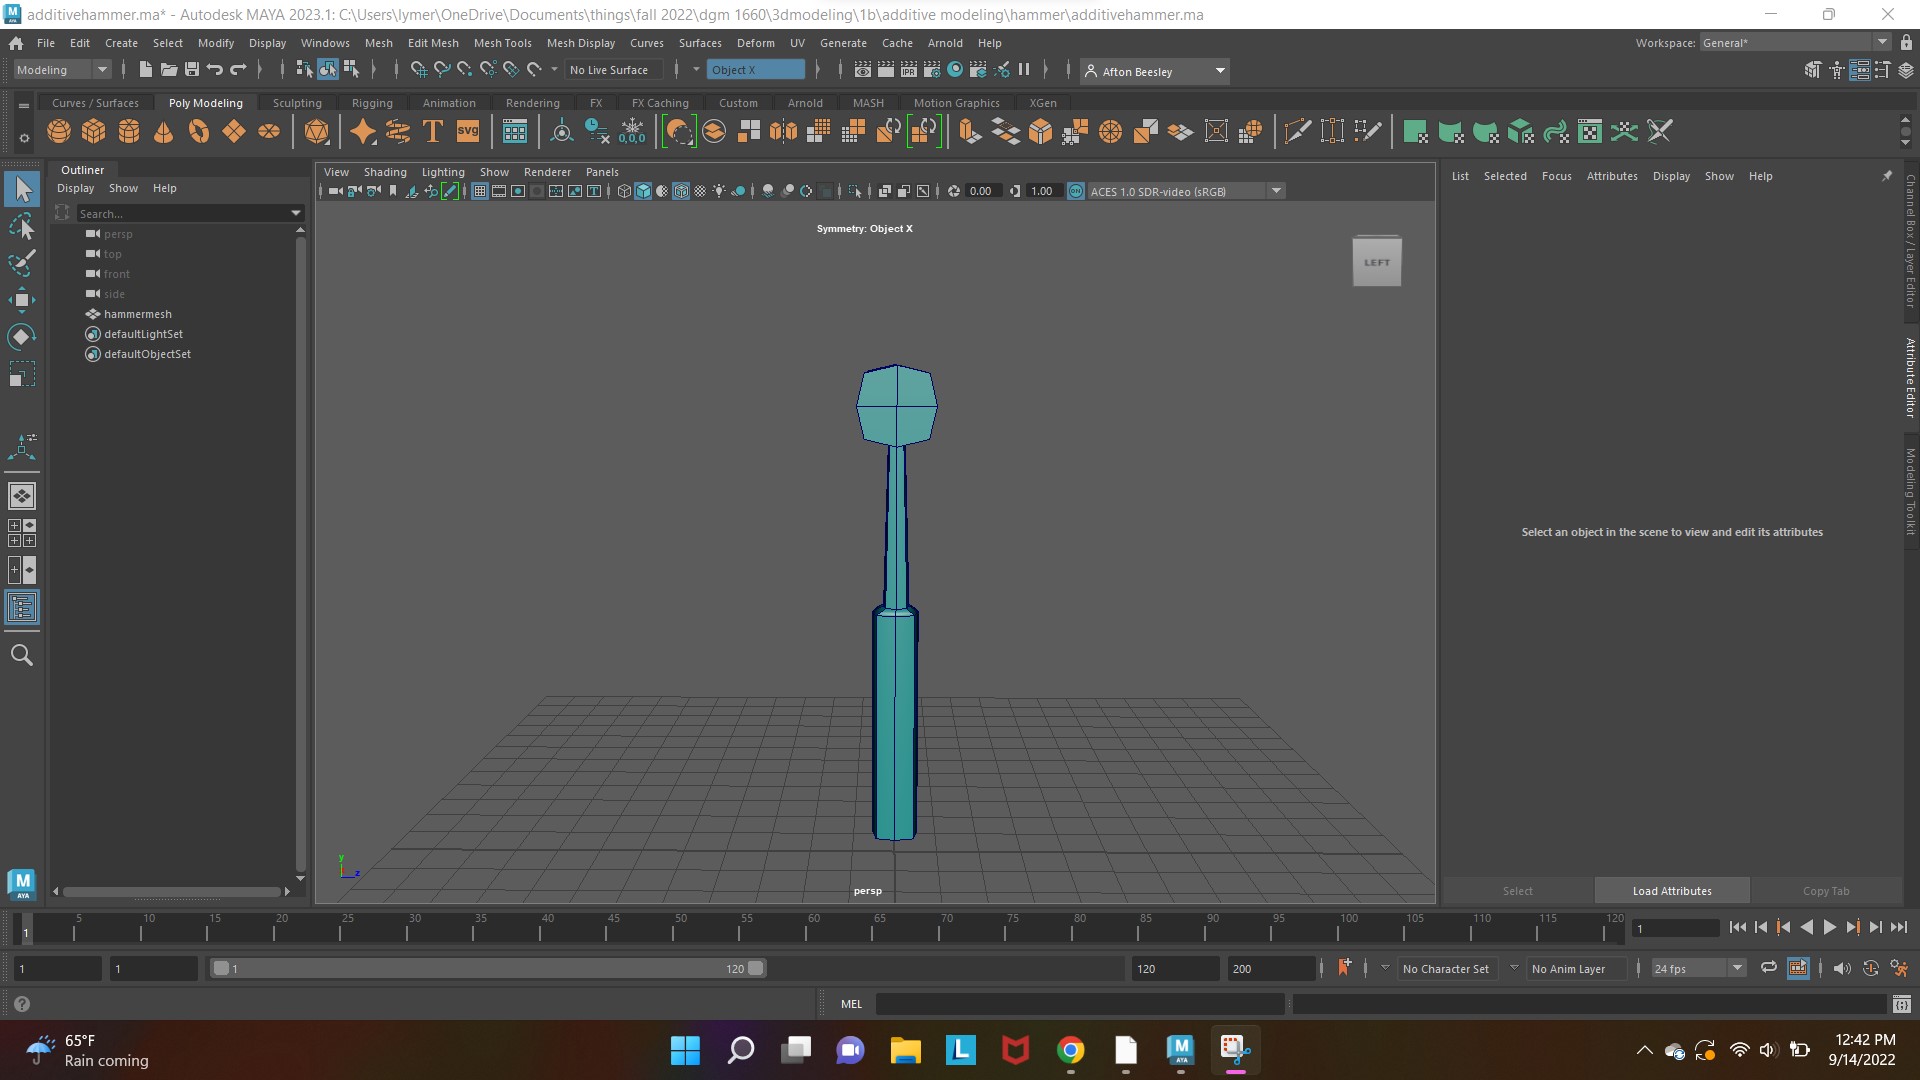 additivehammer.ma* - Autodesk MAYA 2023.1: C:\Users\lymer\OneDrive\Documents\things\fall 2022\dgm 1660\3dmodeling\1b\additive modeling\hammer\additivehammer.ma
File Edit Create Select Modify Display Windows Mesh Edit Mesh Mesh Tools Mesh Display Curves Surfaces Deform UV Generate Cache Arnold Help Workspace: General*
Modeling No Live Surface Object X IPR Afton Beesley
Curves / Surfaces Poly Modeling Sculpting Rigging Animation Rendering FX FX Caching Custom Arnold MASH Motion Graphics XGen
T SVG 0,0,0
Outliner
Display Show Help
Search...
persp
top
front
side
hammermesh
defaultLightSet
defaultObjectSet
View Shading Lighting Show Renderer Panels
0.00 1.00 ON ACES 1.0 SDR-video (sRGB)
Symmetry: Object X
LEFT
y
z
persp
List Selected Focus Attributes Display Show Help
Select an object in the scene to view and edit its attributes
Select Load Attributes Copy Tab
Channel Box / Layer Editor
Attribute Editor
Modeling Toolkit
M
AYA
5 10 15 20 25 30 35 40 45 50 55 60 65 70 75 80 85 90 95 100 105 110 115 120
1 1
1 1 1 120 120 200 No Character Set No Anim Layer 24 fps
MEL
65°F
Rain coming
L
M
AYA
12:42 PM
9/14/2022